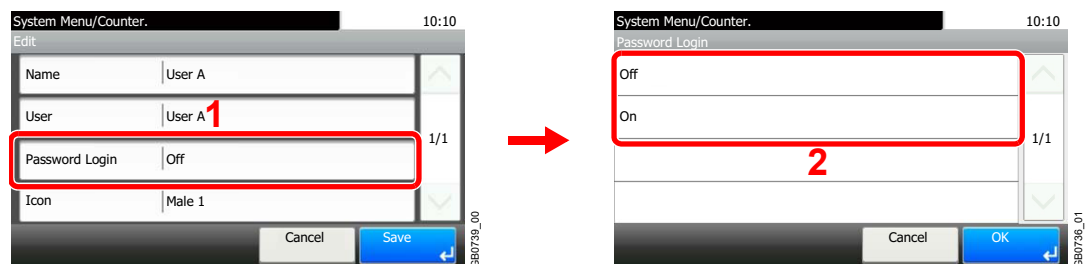 System Menu/Counter. 10:10
Edit
Name User A
User User A
1
1/1
Password Login Off
Icon Male 1
Cancel Save
GB0739_00
System Menu/Counter. 10:10
Password Login
Off
On
1/1
2
Cancel OK
GB0736_01